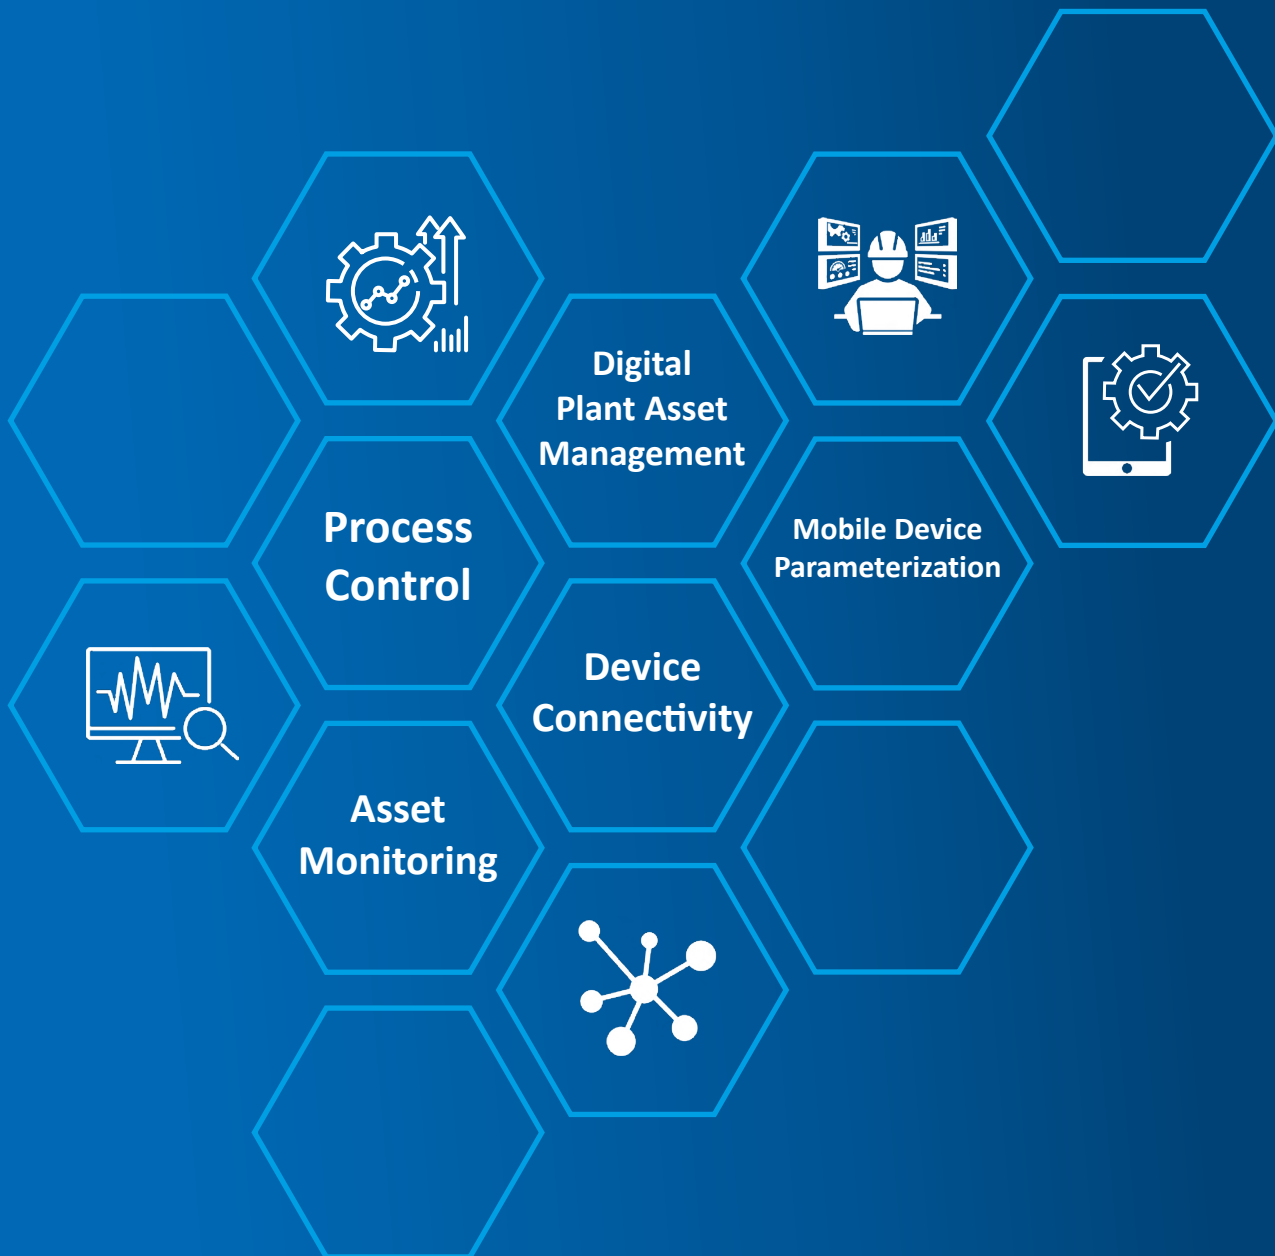 Digital
Plant Asset
Management
Process
Control
Mobile Device
Parameterization
Device
Connectivity
Asset
Monitoring